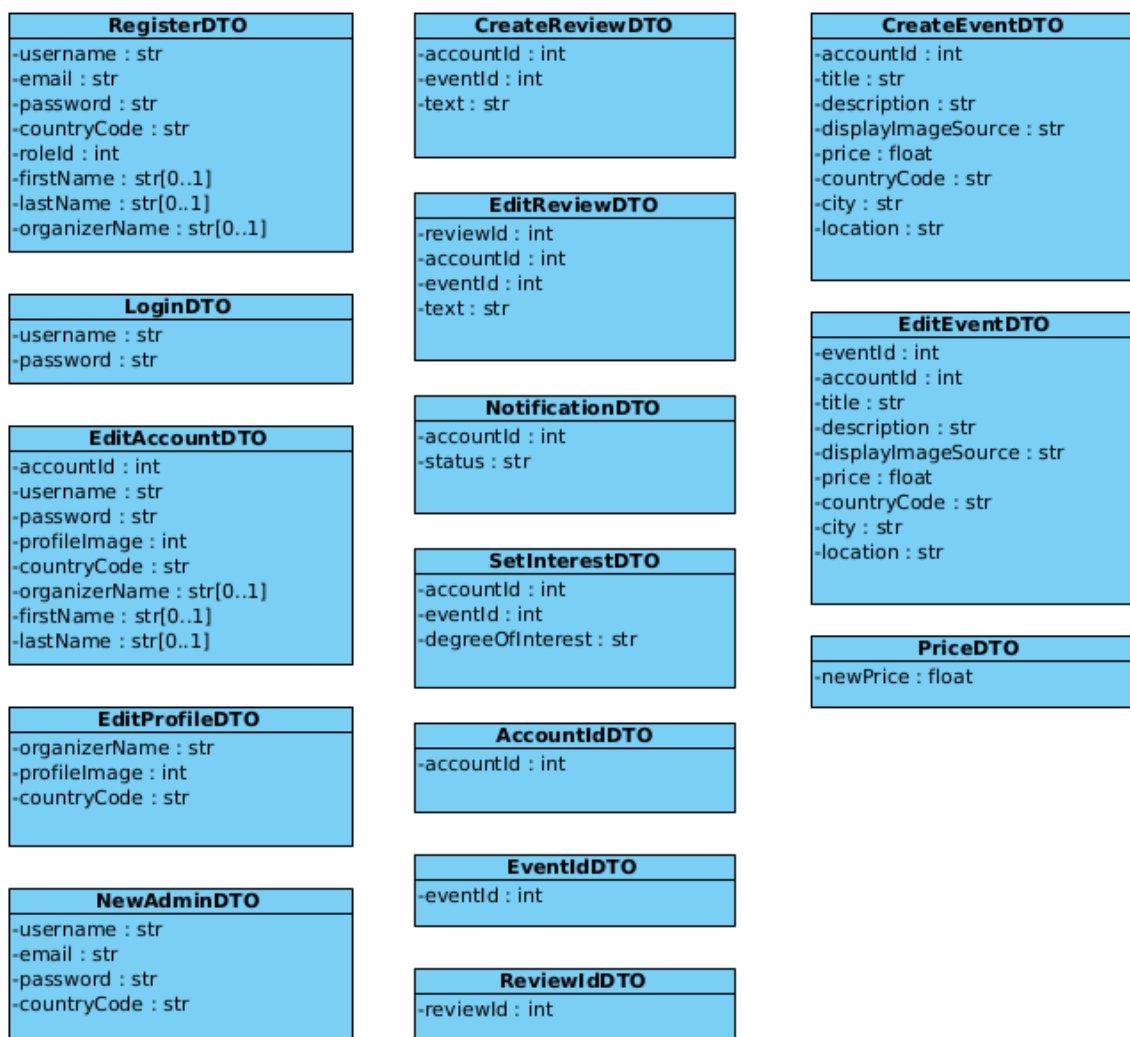 RegisterDTO
-username : str
-email : str
-password : str
-countryCode : str
-roleId : int
-firstName : str[0..1]
-lastName : str[0..1]
-organizerName : str[0..1]
LoginDTO
-username : str
-password : str
EditAccountDTO
-accountId : int
-username : str
-password : str
-profileImage : int
-countryCode : str
-organizerName : str[0..1]
-firstName : str[0..1]
-lastName : str[0..1]
EditProfileDTO
-organizerName : str
-profileImage : int
-countryCode : str
NewAdminDTO
-username : str
-email : str
-password : str
-countryCode : str
CreateReviewDTO
-accountId : int
-eventId : int
-text : str
EditReviewDTO
-reviewId : int
-accountId : int
-eventId : int
-text : str
NotificationDTO
-accountId : int
-status : str
SetInterestDTO
-accountId : int
-eventId : int
-degreeOfInterest : str
AccountIdDTO
-accountId : int
EventIdDTO
-eventId : int
ReviewIdDTO
-reviewId : int
CreateEventDTO
-accountId : int
-title : str
-description : str
-displayImageSource : str
-price : float
-countryCode : str
-city : str
-location : str
EditEventDTO
-eventId : int
-accountId : int
-title : str
-description : str
-displayImageSource : str
-price : float
-countryCode : str
-city : str
-location : str
PriceDTO
-newPrice : float